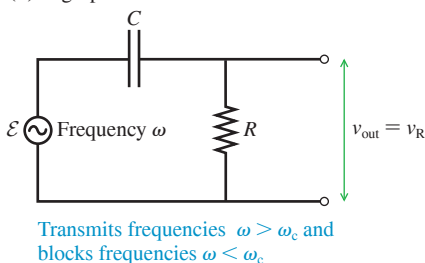 C
ℰ
Frequency ω
R
v_out = v_R
Transmits frequencies ω > ω_c and
blocks frequencies ω < ω_c